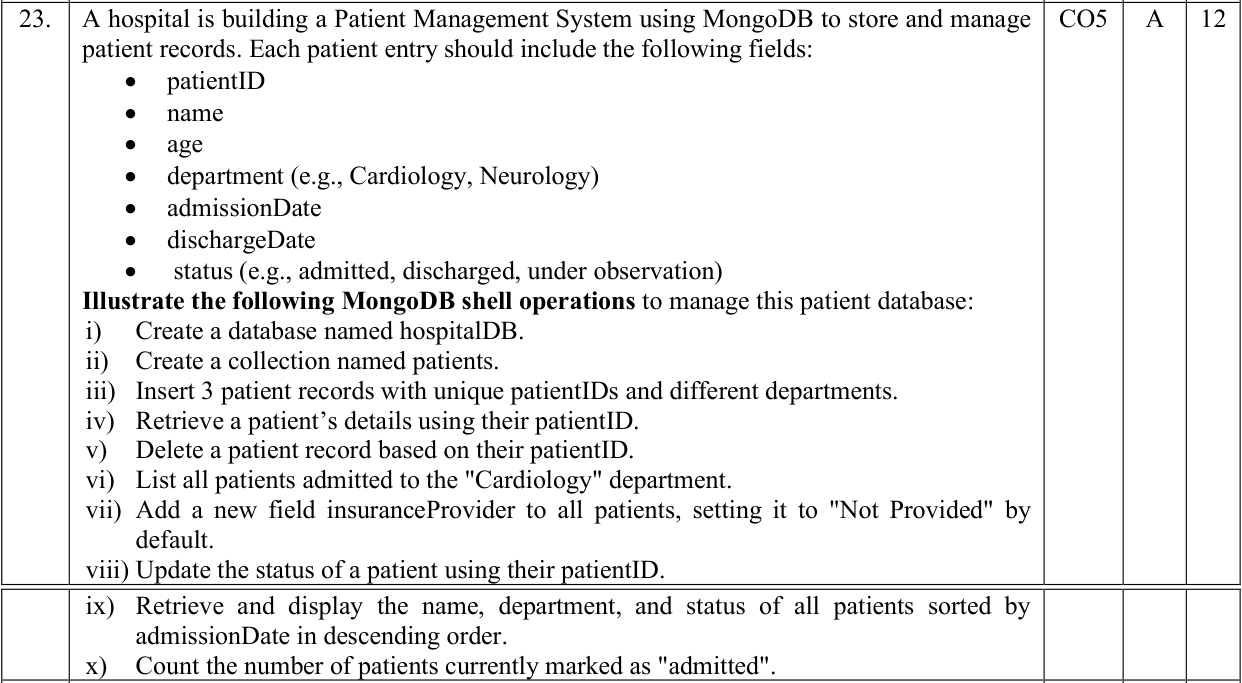 23. A hospital is building a Patient Management System using MongoDB to store and manage CO5 A 12
patient records. Each patient entry should include the following fields:
• patientID
• name
• age
• department (e.g., Cardiology, Neurology)
• admissionDate
• dischargeDate
• status (e.g., admitted, discharged, under observation)
Illustrate the following MongoDB shell operations to manage this patient database:
i) Create a database named hospitalDB.
ii) Create a collection named patients.
iii) Insert 3 patient records with unique patientIDs and different departments.
iv) Retrieve a patient’s details using their patientID.
v) Delete a patient record based on their patientID.
vi) List all patients admitted to the "Cardiology" department.
vii) Add a new field insuranceProvider to all patients, setting it to "Not Provided" by
default.
viii) Update the status of a patient using their patientID.
ix) Retrieve and display the name, department, and status of all patients sorted by
admissionDate in descending order.
x) Count the number of patients currently marked as "admitted".